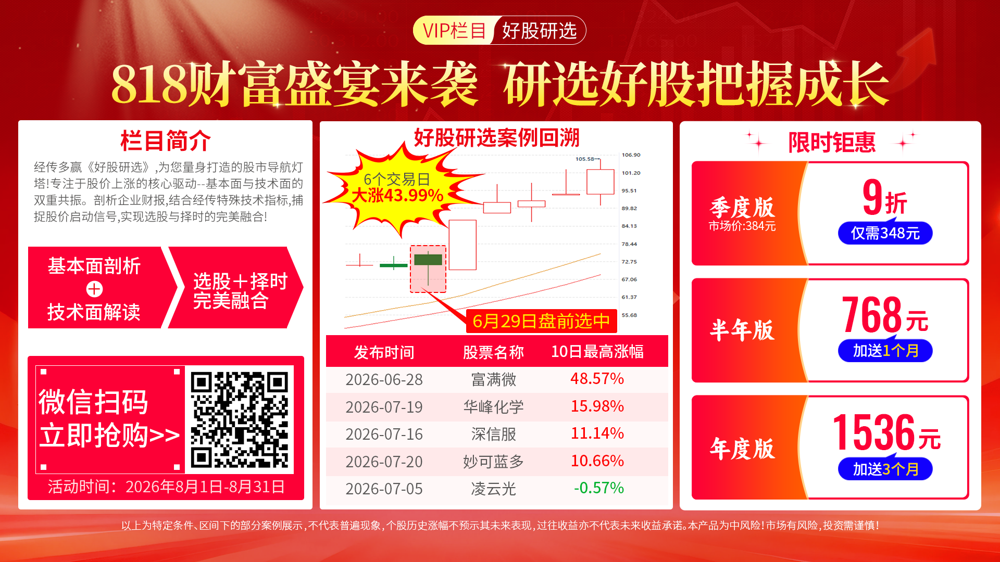 VIP栏目 好股研选
818财富盛宴来袭 研选好股把握成长
栏目简介
经传多赢《好股研选》,为您量身打造的股市导航灯
塔!专注于股价上涨的核心驱动--基本面与技术面的
双重共振。剖析企业财报,结合经传特殊技术指标,捕
捉股价启动信号,实现选股与择时的完美融合!
基本面剖析
技术面解读
选股＋择时
完美融合
微信扫码
立即抢购>>
活动时间：2026年8月1日-8月31日
好股研选案例回溯
6个交易日
大涨43.99%
105.58
106.90
101.20
95.51
89.82
84.13
78.44
72.75
67.06
61.37
55.68
6月29日盘前选中
发布时间 股票名称 10日最高涨幅
2026-06-28 富满微 48.57%
2026-07-19 华峰化学 15.98%
2026-07-16 深信服 11.14%
2026-07-20 妙可蓝多 10.66%
2026-07-05 凌云光 -0.57%
限时钜惠
季度版
市场价:384元
9折
仅需348元
半年版
768元
加送1个月
年度版
1536元
加送3个月
以上为特定条件、区间下的部分案例展示,不代表普遍现象,个股历史涨幅不预示其未来表现,过往收益亦不代表未来收益承诺。本产品为中风险!市场有风险,投资需谨慎!